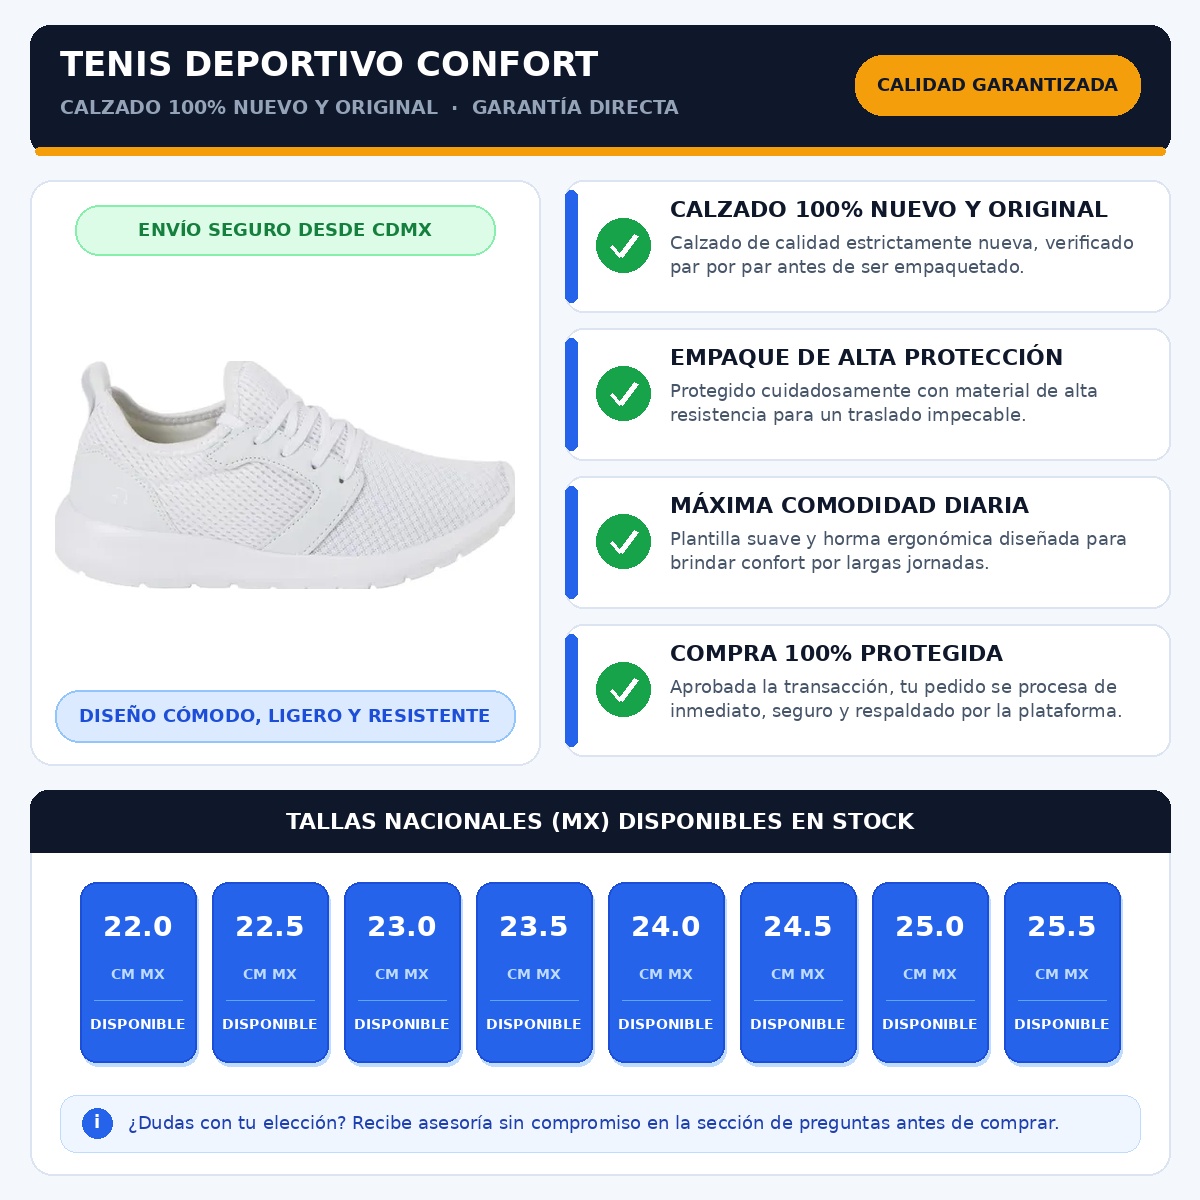 TENIS DEPORTIVO CONFORT
CALZADO 100% NUEVO Y ORIGINAL · GARANTÍA DIRECTA
CALIDAD GARANTIZADA
ENVÍO SEGURO DESDE CDMX
DISEÑO CÓMODO, LIGERO Y RESISTENTE
CALZADO 100% NUEVO Y ORIGINAL
Calzado de calidad estrictamente nueva, verificado
par por par antes de ser empaquetado.
EMPAQUE DE ALTA PROTECCIÓN
Protegido cuidadosamente con material de alta
resistencia para un traslado impecable.
MÁXIMA COMODIDAD DIARIA
Plantilla suave y horma ergonómica diseñada para
brindar confort por largas jornadas.
COMPRA 100% PROTEGIDA
Aprobada la transacción, tu pedido se procesa de
inmediato, seguro y respaldado por la plataforma.
TALLAS NACIONALES (MX) DISPONIBLES EN STOCK
22.0 22.5 23.0 23.5 24.0 24.5 25.0 25.5
CM MX CM MX CM MX CM MX CM MX CM MX CM MX CM MX
DISPONIBLE DISPONIBLE DISPONIBLE DISPONIBLE DISPONIBLE DISPONIBLE DISPONIBLE DISPONIBLE
i ¿Dudas con tu elección? Recibe asesoría sin compromiso en la sección de preguntas antes de comprar.